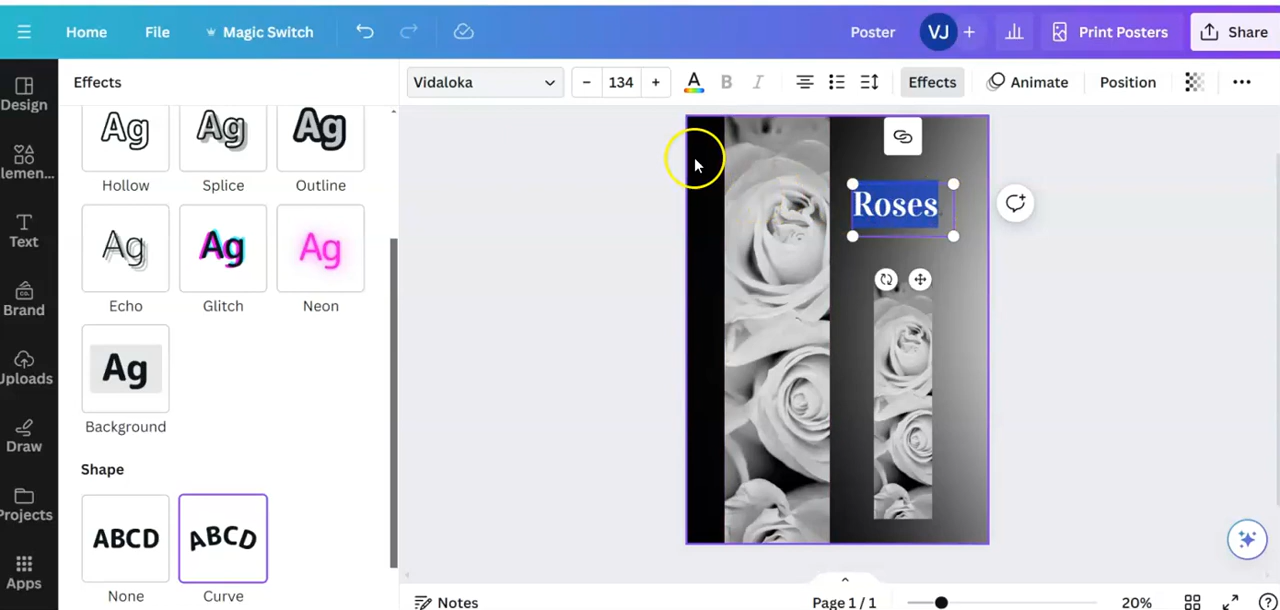 Home File Magic Switch Poster VJ + Print Posters Share
Effects Vidaloka – 134 + A B I Effects Animate Position
Design
Ag Ag Ag
Hollow Splice Outline
lemen...
Roses
Text
Ag Ag Ag
Brand
Echo Glitch Neon
Uploads
Ag
Background
Draw
Shape
Projects
ABCD ABCD
Apps
None Curve
Notes Page 1 / 1 20%